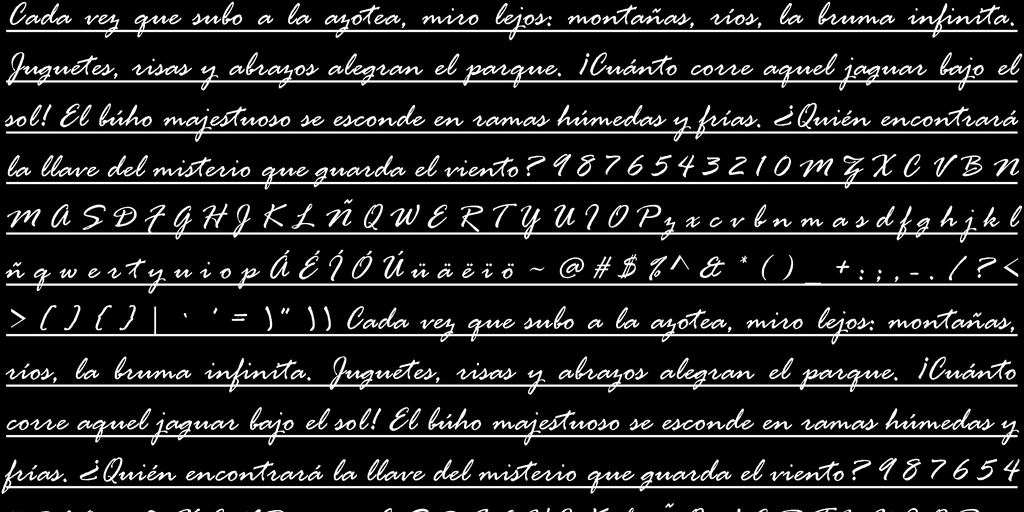 Cada vez que subo a la azotea, miro lejos: montañas, ríos, la bruma infinita.
Juguetes, risas y abrazos alegran el parque. ¡Cuánto corre aquel jaguar bajo el
sol! El búho majestuoso se esconde en ramas húmedas y frías. ¿Quién encontrará
la llave del misterio que guarda el viento? 9 8 7 6 5 4 3 2 1 0 M Z X C V B N
M A S D F G H J K L Ñ Q W E R T Y U I O P z x c v b n m a s d f g h j k l
ñ q w e r t y u i o p Á É Í Ó Ú ü ä ë ï ö ~ @ # $ % ^ & * ( ) _ + : ; , - . / ? <
> [ ] { } | ` ' = \ " \ \ Cada vez que subo a la azotea, miro lejos: montañas,
ríos, la bruma infinita. Juguetes, risas y abrazos alegran el parque. ¡Cuánto
corre aquel jaguar bajo el sol! El búho majestuoso se esconde en ramas húmedas y
frías. ¿Quién encontrará la llave del misterio que guarda el viento? 9 8 7 6 5 4